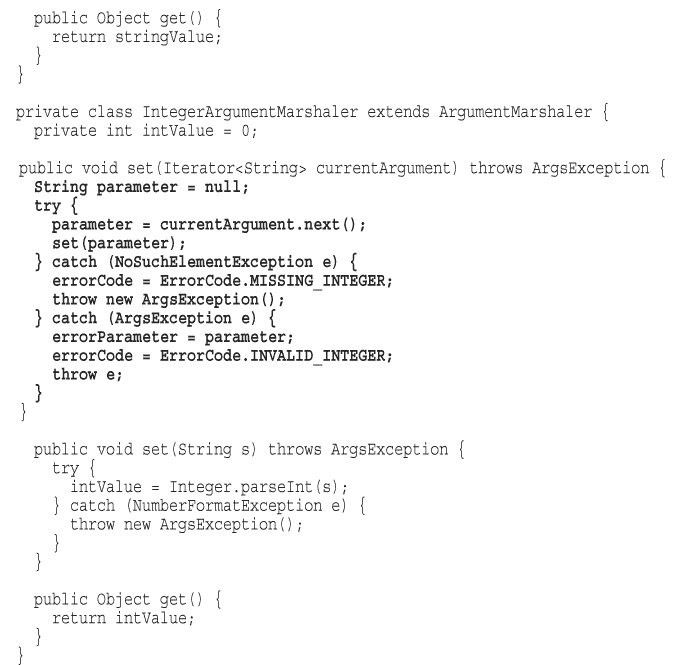 public Object get() {
    return stringValue;
  }
}

private class IntegerArgumentMarshaler extends ArgumentMarshaler {
  private int intValue = 0;

public void set(Iterator<String> currentArgument) throws ArgsException {
  String parameter = null;
  try {
    parameter = currentArgument.next();
    set(parameter);
  } catch (NoSuchElementException e) {
    errorCode = ErrorCode.MISSING_INTEGER;
    throw new ArgsException();
  } catch (ArgsException e) {
    errorParameter = parameter;
    errorCode = ErrorCode.INVALID_INTEGER;
    throw e;
  }
}

  public void set(String s) throws ArgsException {
    try {
      intValue = Integer.parseInt(s);
    } catch (NumberFormatException e) {
      throw new ArgsException();
    }
  }

  public Object get() {
    return intValue;
  }
}